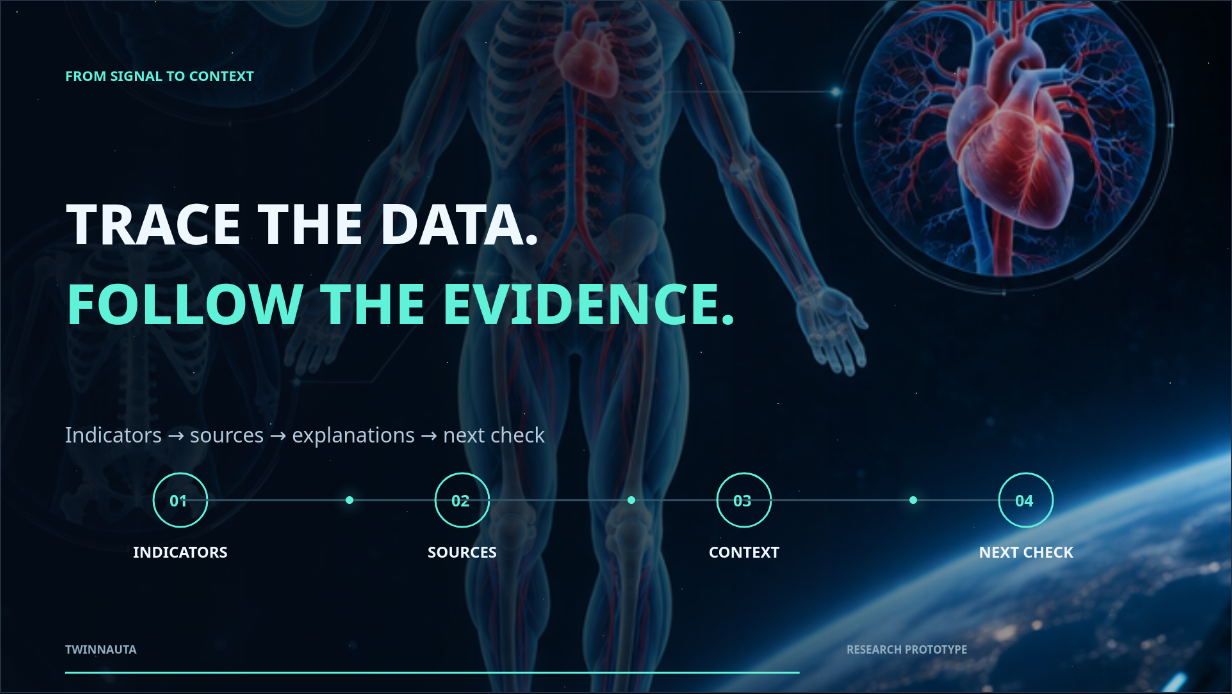 FROM SIGNAL TO CONTEXT
TRACE THE DATA.
FOLLOW THE EVIDENCE.
Indicators → sources → explanations → next check
01 02 03 04
INDICATORS SOURCES CONTEXT NEXT CHECK
TWINNAUTA RESEARCH PROTOTYPE